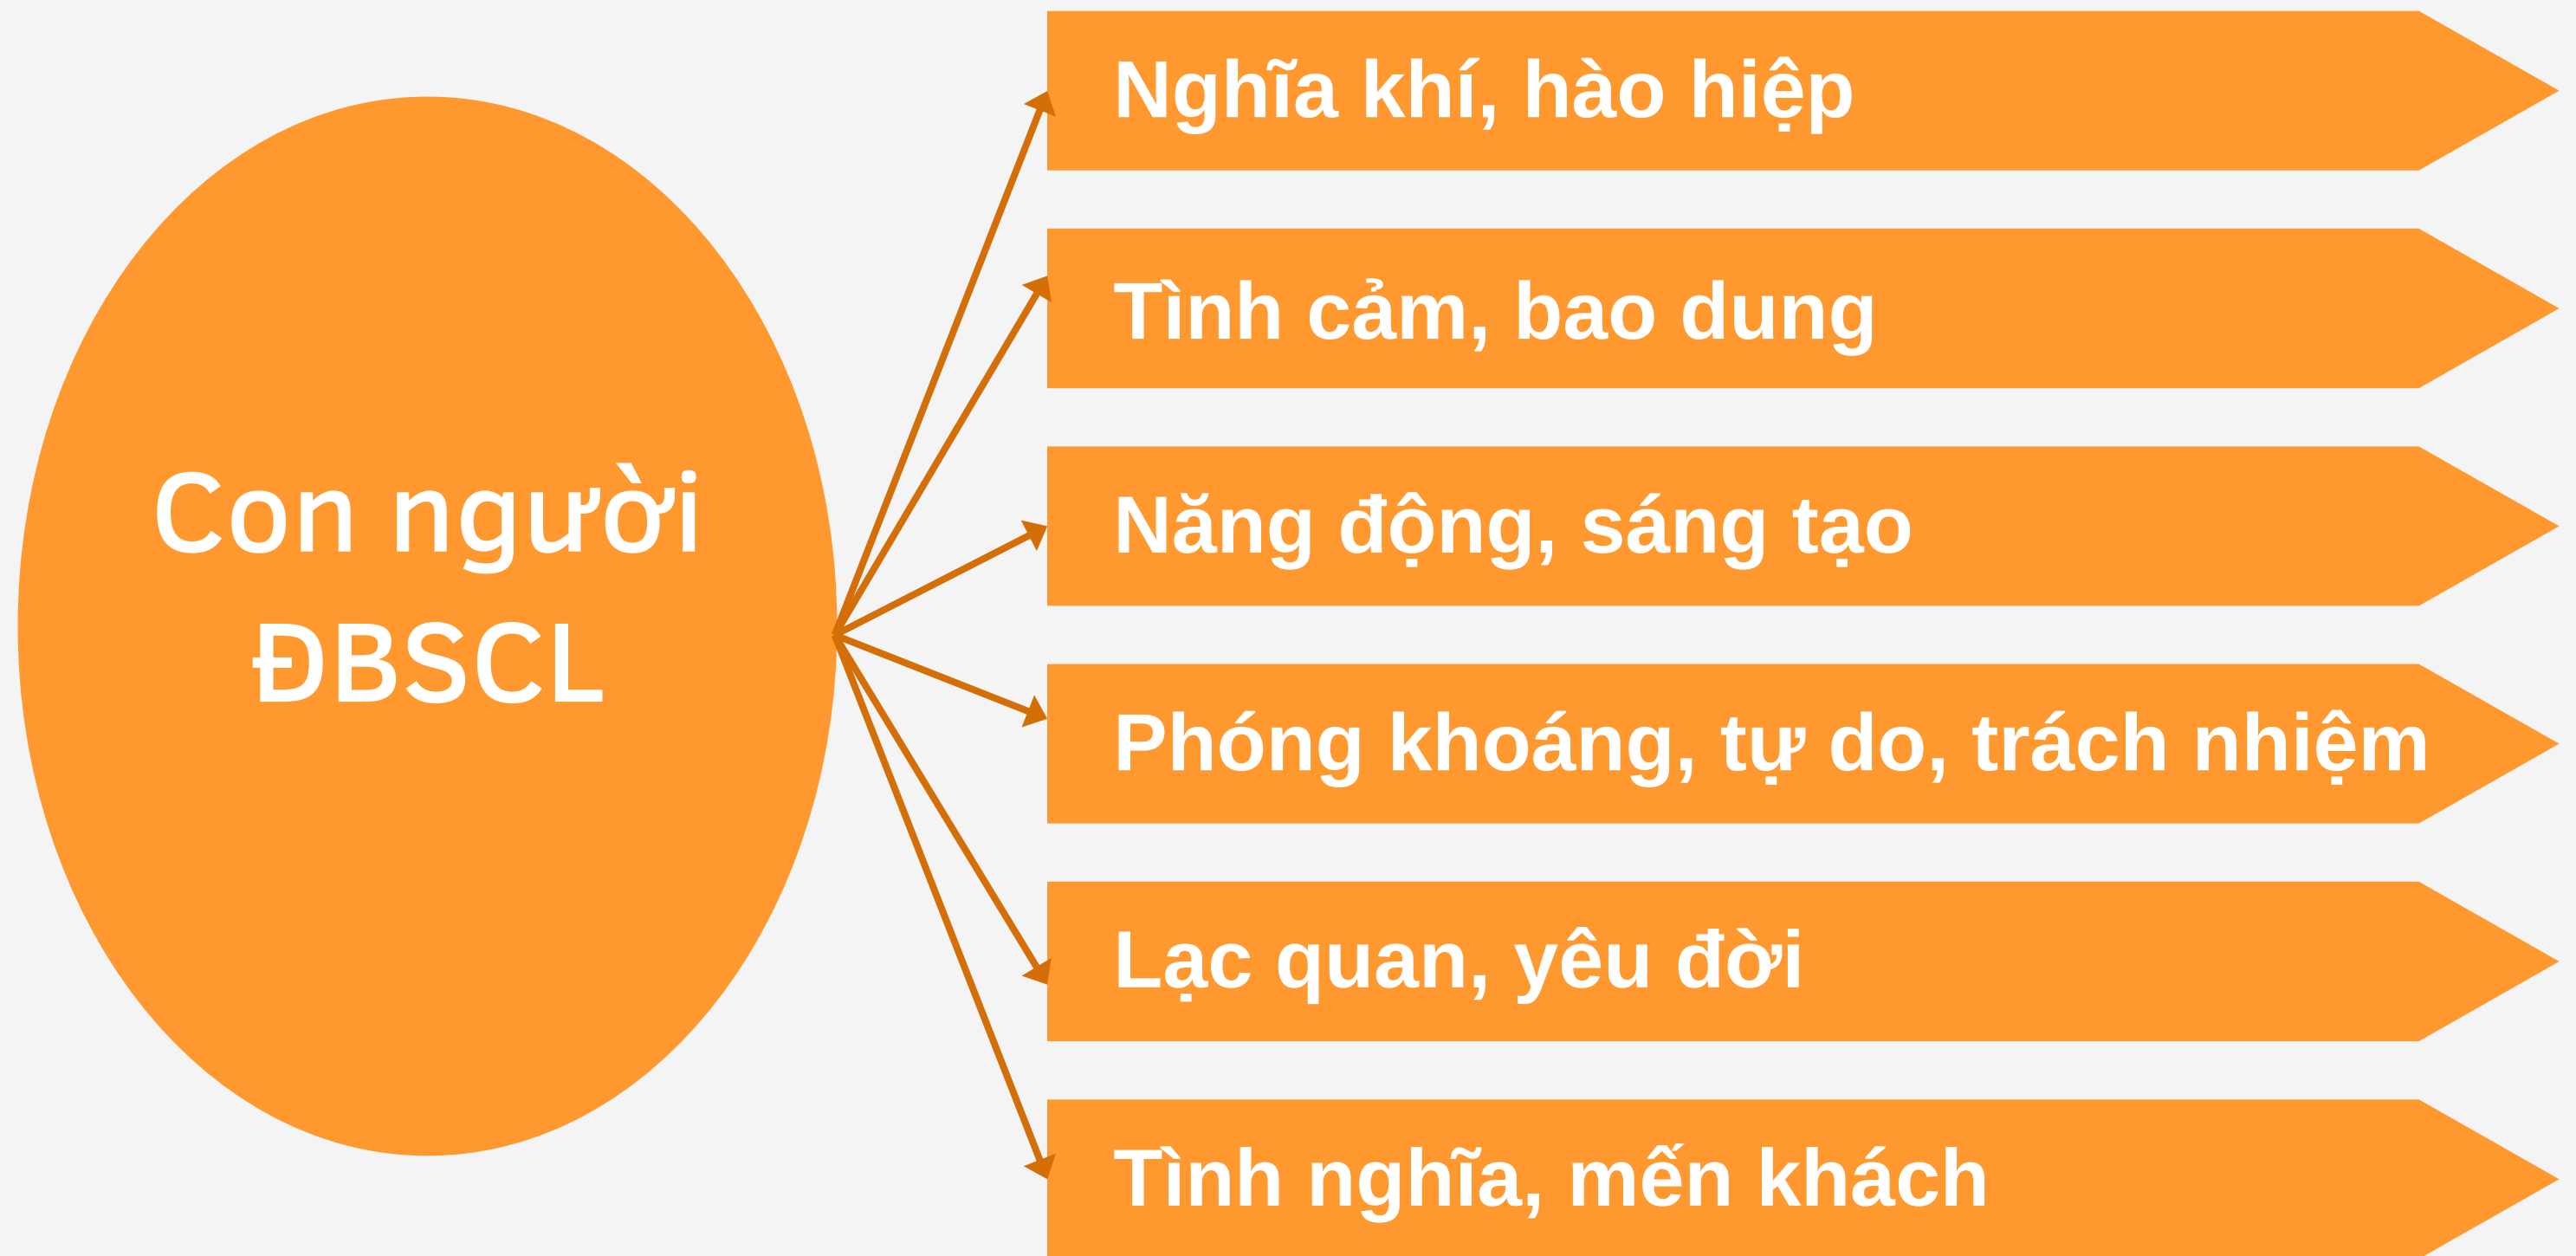 Con người
ĐBSCL
Nghĩa khí, hào hiệp
Tình cảm, bao dung
Năng động, sáng tạo
Phóng khoáng, tự do, trách nhiệm
Lạc quan, yêu đời
Tình nghĩa, mến khách